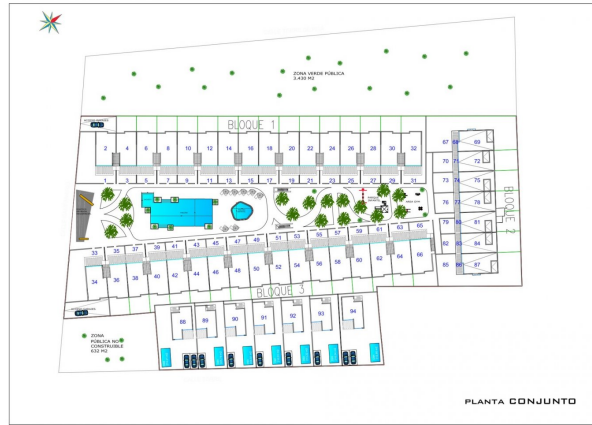 ZONA VERDE PÚBLICA
3.430 M2
BLOQUE 1
2 4 6 8 10 12 14 16 18 20 22 24 26 28 30 32
1 3 5 7 9 11 13 15 17 19 21 23 25 27 29 31
67 68 69
70 71 72
73 74 75
76 77 78
79 80 81
82 83 84
85 86 87
BLOQUE 2
33 35 37 39 41 43 45 47 49 51 53 55 57 59 61 63 65
34 36 38 40 42 44 46 48 50 52 54 56 58 60 62 64 66
BLOQUE 3
88 89 90 91 92 93 94
ZONA
PÚBLICA NO
CONSTRUIBLE
632 M2
PLANTA CONJUNTO